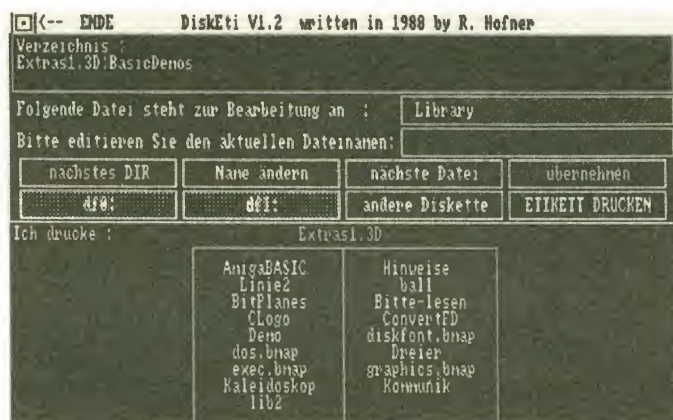 <-- ENDE DiskEti V1.2 written in 1988 by R. Hofner
Verzeichnis :
Extras1.3D:BasicDemos
Folgende Datei steht zur Bearbeitung an : Library
Bitte editieren Sie den aktuellen Dateinamen:
nächstes DIR Name ändern nächste Datei übernehmen
df0: df1: andere Diskette ETIKETT DRUCKEN
Ich drucke : Extras1.3D
AmigaBASIC Hinweise
Linie2 ball
BitPlanes Bitte-lesen
CLogo ConvertFD
Demo diskfont.bmap
dos.bmap Dreier
exec.bmap graphics.bmap
Kaleidoskop Kommunik
lib2